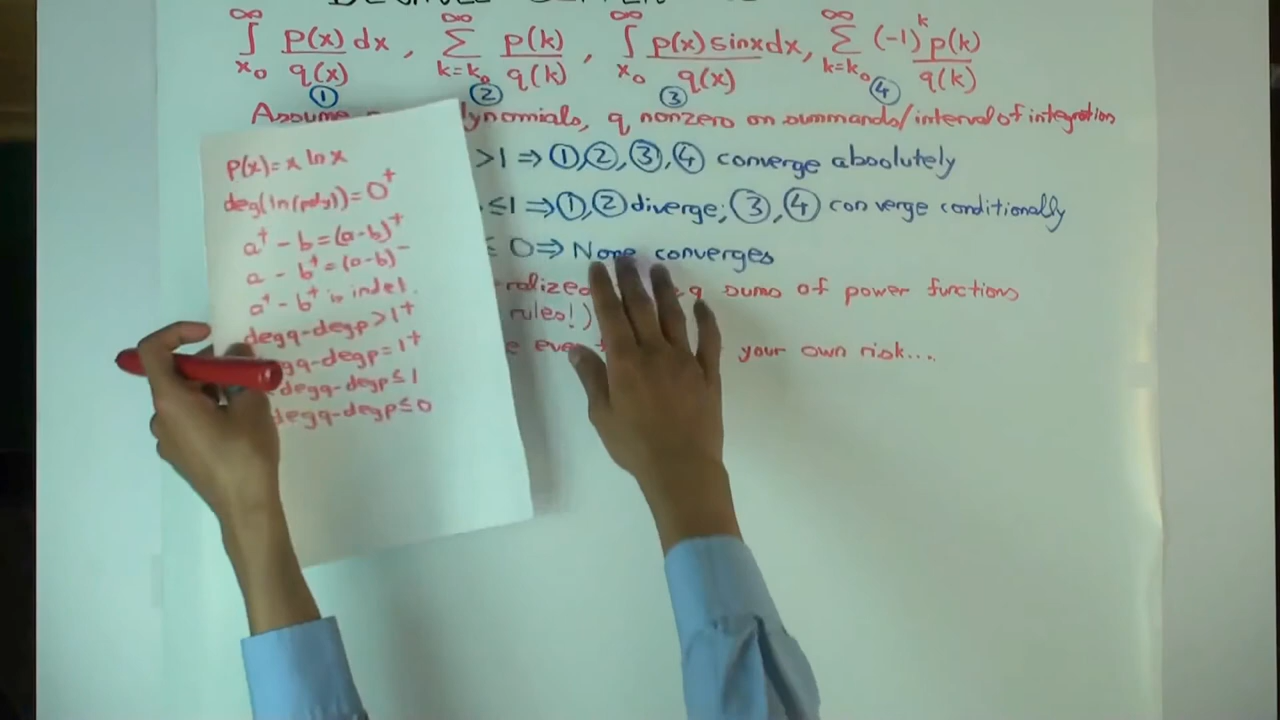 ∞ ∫ x₀ p(x)dx / q(x) , ∞ Σ k=k₀ p(k) / q(k) , ∞ ∫ x₀ p(x)sinxdx / q(x) , ∞ Σ k=k₀ (-1)^k p(k) / q(k)
① ② ③ ④
Assume nomials, q nonzero on summands/interval of integration
>1 ⇒ ①,②,③,④ converge absolutely
≤1 ⇒ ①,② diverge; ③,④ converge conditionally
≤ 0 ⇒ None converges
q sums of power functions
rules!)
your own risk...
p(x)=x ln x
deg(ln(poly))=0⁺
a⁺ - b = (a-b)⁺
a - b⁺ = (a-b)⁻
a⁺ - b⁺ is indet.
degq-degp>1⁺
degq-degp=1⁺
degq-degp≤1
degq-degp≤0